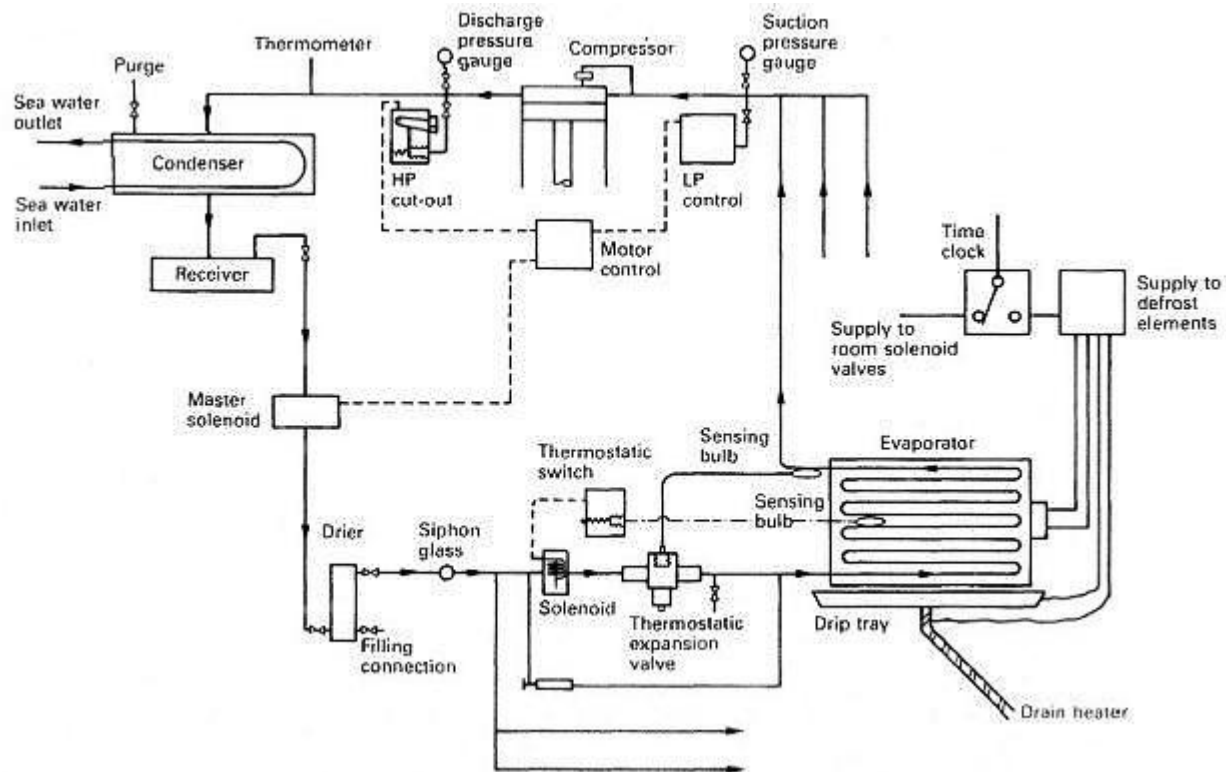 Discharge
pressure
gauge
Suction
pressure
gauge
Thermometer
Compressor
Purge
Sea water
outlet
Condenser
Sea water
inlet
HP
cut-out
LP
control
Motor
control
Receiver
Time
clock
Supply to
defrost
elements
Supply to
room solenoid
valves
Master
solenoid
Sensing
bulb
Evaporator
Thermostatic
switch
Sensing
bulb
Drier
Siphon
glass
Solenoid
Thermostatic
expansion
valve
Drip tray
Filling
connection
Drain heater